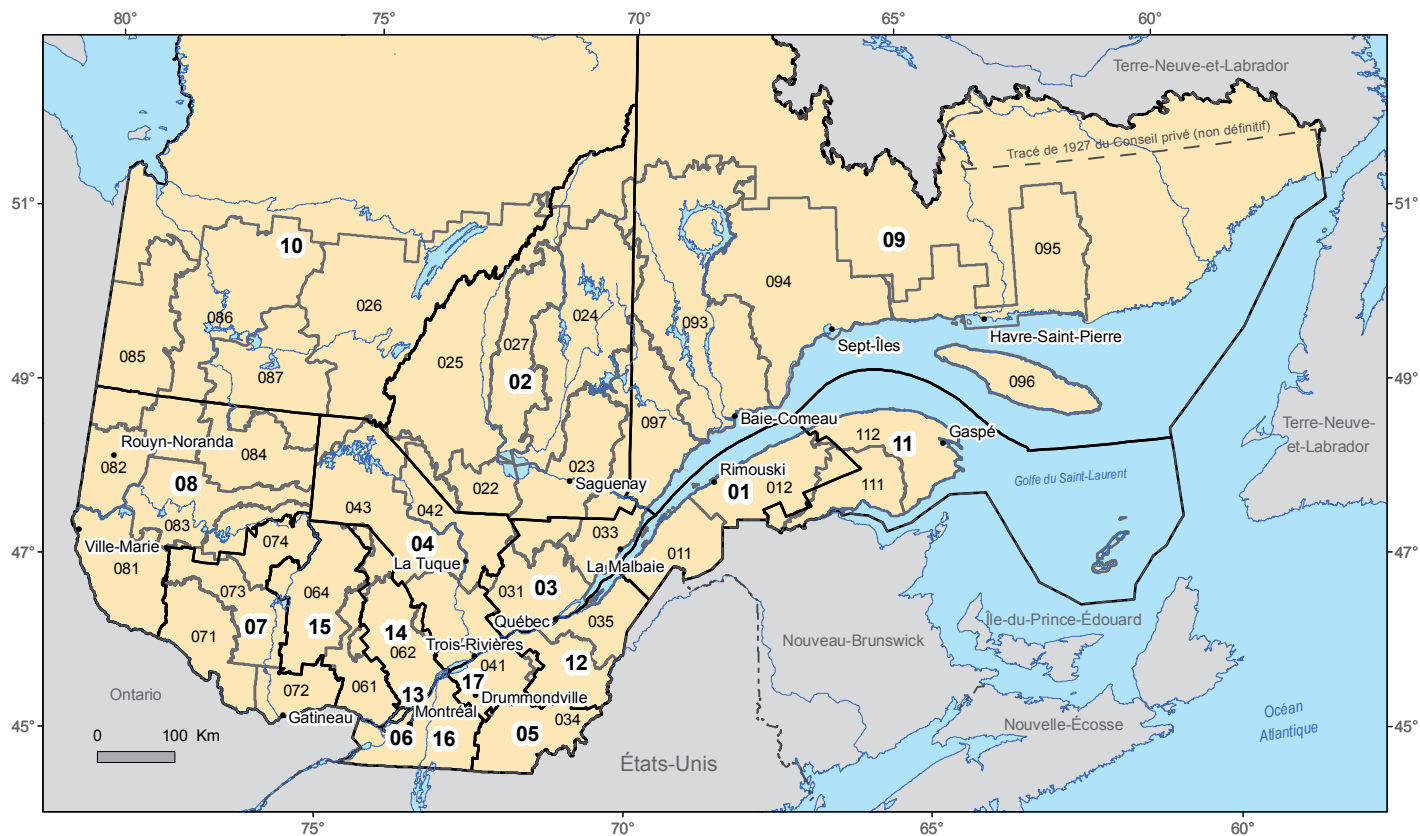 80°
75°
70°
65°
60°
Terre-Neuve-et-Labrador
Tracé de 1927 du Conseil privé (non définitif)
51°
51°
10
09
095
026
094
024
086
093
027
Sept-Îles
Havre-Saint-Pierre
085
025
087
02
096
49°
49°
097
Baie-Comeau
Terre-Neuve-
et-Labrador
Rouyn-Noranda
082
084
112
11
Gaspé
023
Rimouski
Golfe du Saint-Laurent
08
022
Saguenay
01
012
111
043
042
083
033
074
04
Ville-Marie
47°
47°
011
081
La Tuque
La Malbaie
073
064
031
03
Québec
035
Île-du-Prince-Édouard
071
07
15
14
062
Trois-Rivières
Nouveau-Brunswick
041
12
17
Ontario
072
061
13
Drummondville
Montréal
034
Gatineau
Nouvelle-Écosse
Océan
Atlantique
45°
45°
06
16
05
0
100 Km
États-Unis
75°
70°
65°
60°